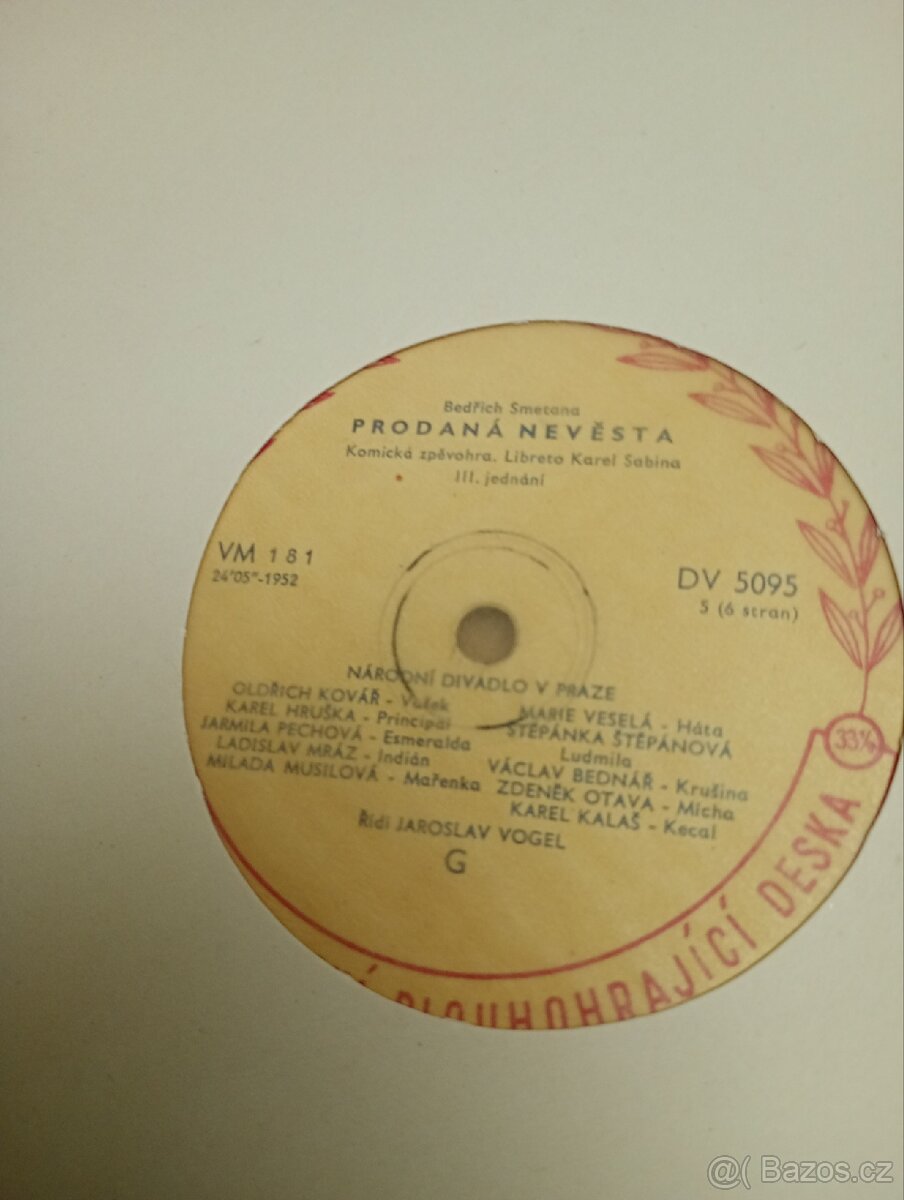 Bedřich Smetana
PRODANÁ NEVĚSTA
Komická zpěvohra. Libreto Karel Sabina
III. jednání
VM 181
24'05"-1952
DV 5095
5 (6 stran)
NÁRODNÍ DIVADLO V PRAZE
OLDŘICH KOVÁŘ - Vašek
KAREL HRUŠKA - Principál
JARMILA PECHOVÁ - Esmeralda
LADISLAV MRÁZ - Indián
MILADA MUSILOVÁ - Mařenka
MARIE VESELÁ - Háta
ŠTĚPÁNKA ŠTĚPÁNOVÁ
Ludmila
VÁCLAV BEDNÁŘ - Krušina
ZDENĚK OTAVA - Mícha
KAREL KALAŠ - Kecal
Řídí JAROSLAV VOGEL
G
33⅓
DLOUHOHRAJÍCÍ DESKA
@( Bazos.cz